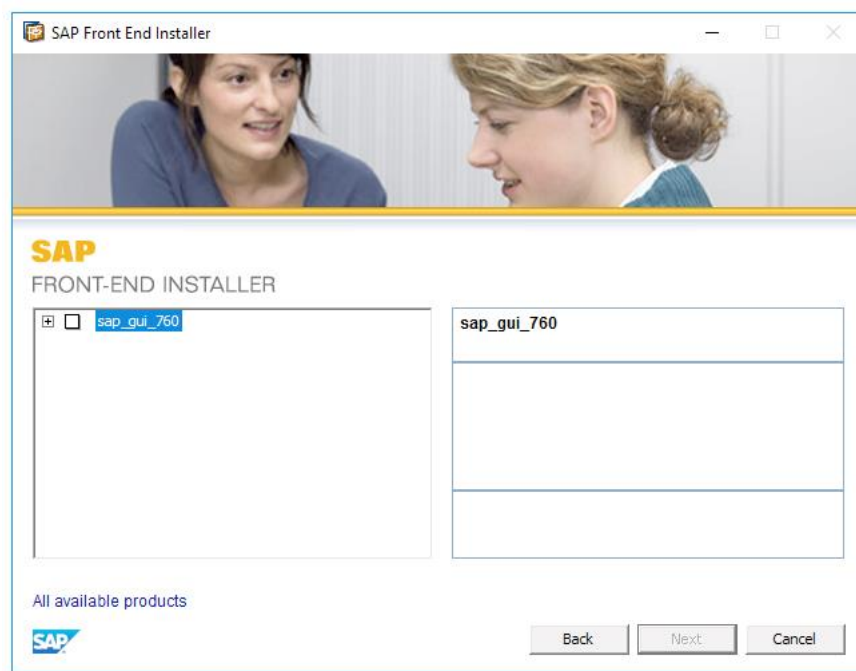 SAP Front End Installer
SAP
FRONT-END INSTALLER
sap_gui_760
sap_gui_760
All available products
SAP
Back
Next
Cancel